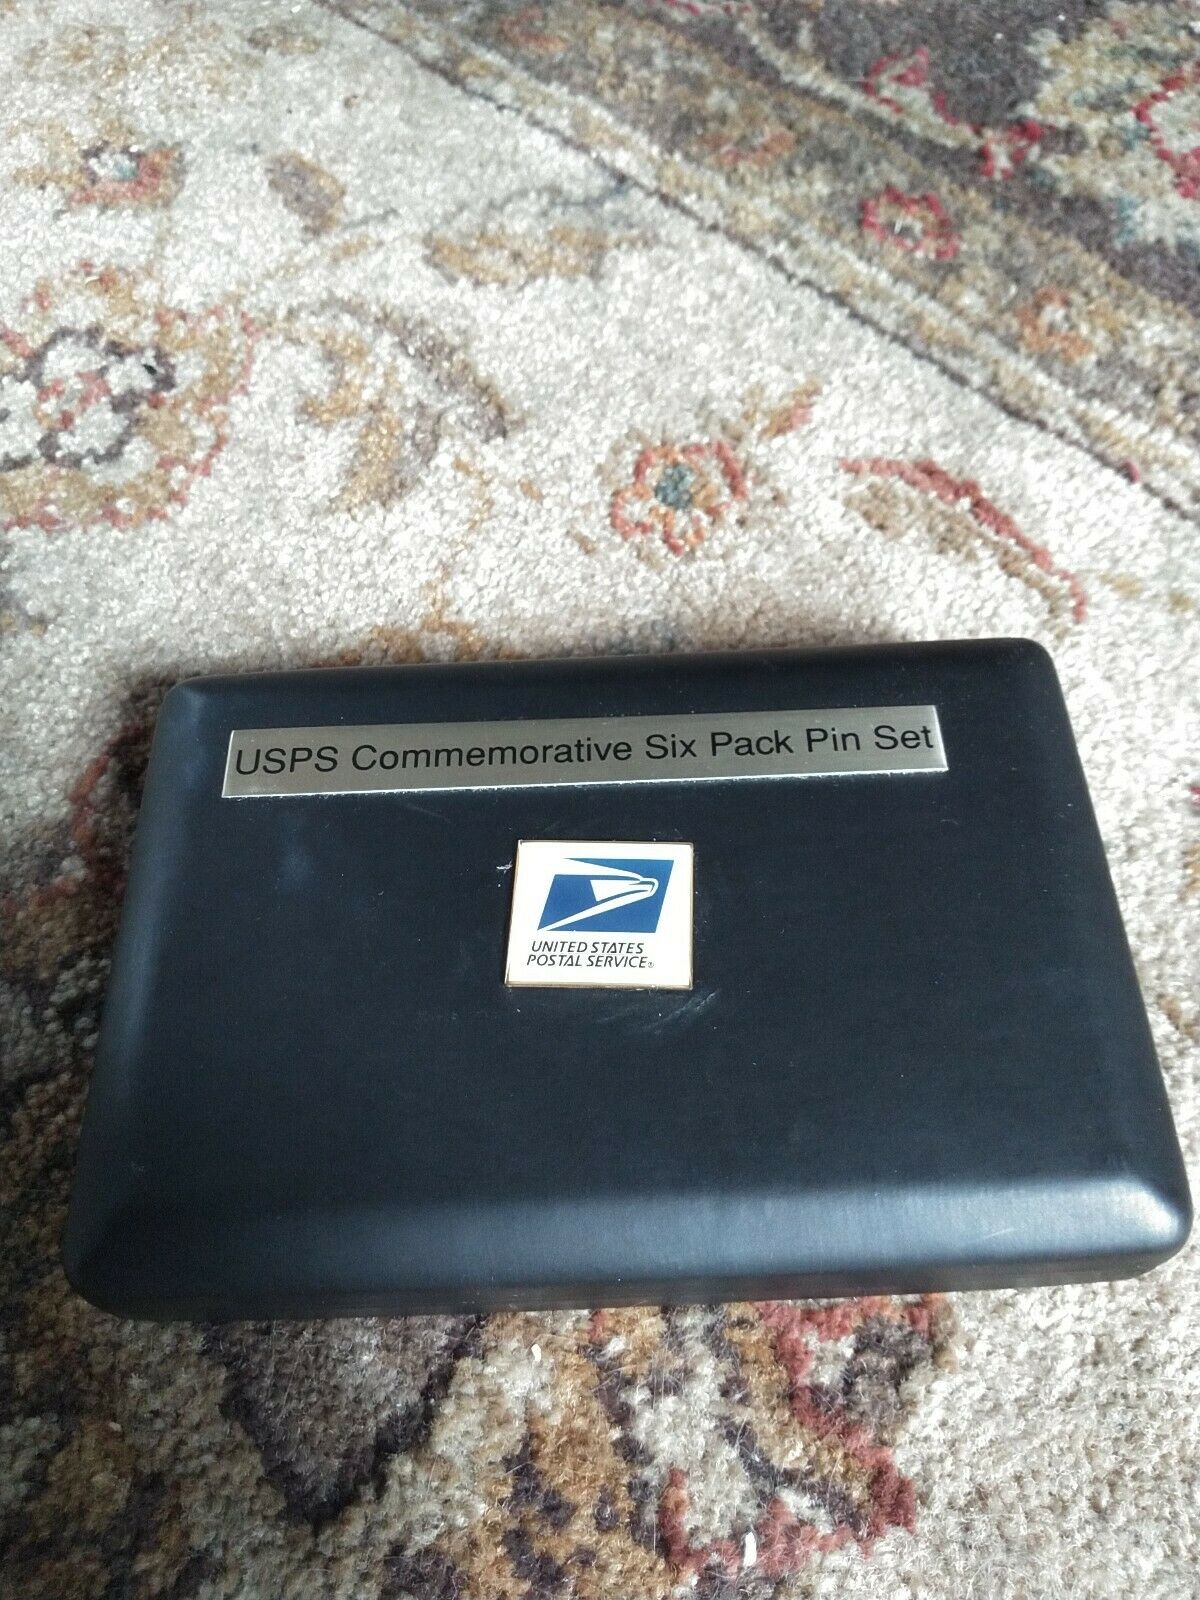 USPS Commemorative Six Pack Pin Set
UNITED STATES
POSTAL SERVICE®